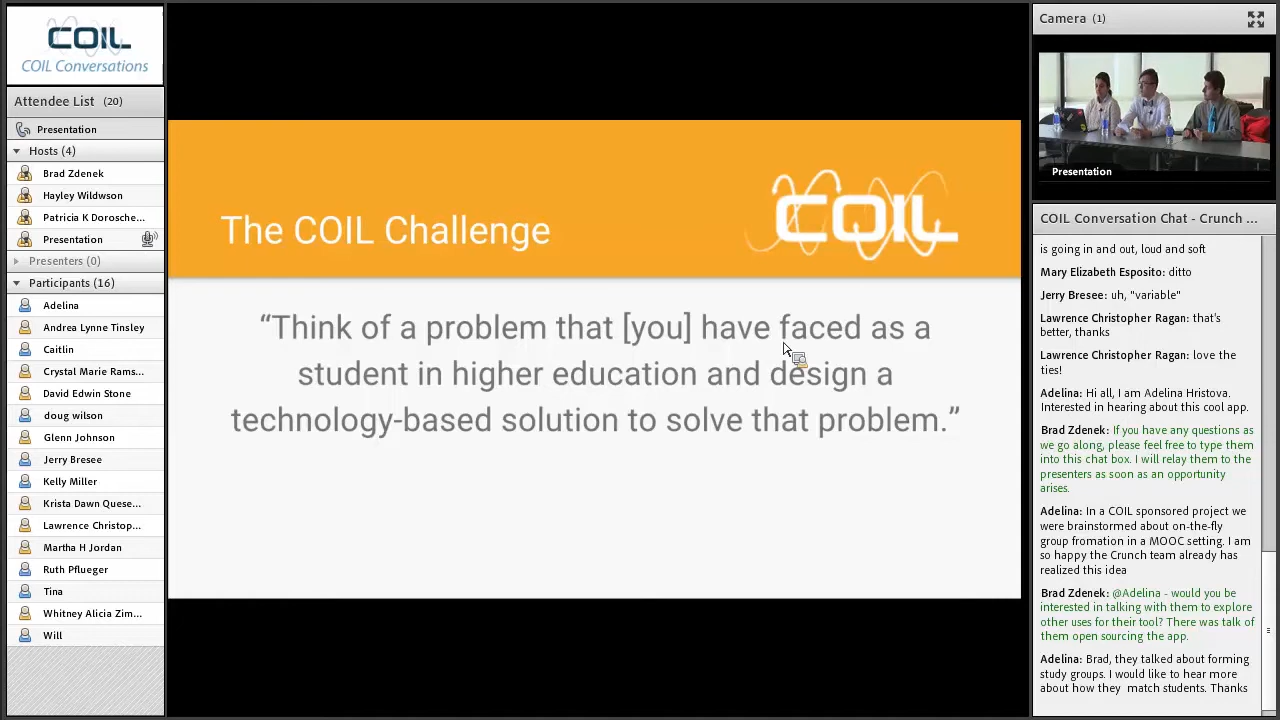 COIL
COIL Conversations
Attendee List (20)
Presentation
Hosts (4)
Brad Zdenek
Hayley Wildwson
Patricia K Dorosche...
Presentation
Presenters (0)
Participants (16)
Adelina
Andrea Lynne Tinsley
Caitlin
Crystal Marie Rams...
David Edwin Stone
doug wilson
Glenn Johnson
Jerry Bresee
Kelly Miller
Krista Dawn Quese...
Lawrence Christop...
Martha H Jordan
Ruth Pflueger
Tina
Whitney Alicia Zim...
Will
The COIL Challenge
COIL
“Think of a problem that [you] have faced as a
student in higher education and design a
technology-based solution to solve that problem.”
Camera (1)
Presentation
COIL Conversation Chat - Crunch ...
is going in and out, loud and soft
Mary Elizabeth Esposito: ditto
Jerry Bresee: uh, "variable"
Lawrence Christopher Ragan: that's
better, thanks
Lawrence Christopher Ragan: love the
ties!
Adelina: Hi all, I am Adelina Hristova.
Interested in hearing about this cool app.
Brad Zdenek: If you have any questions as
we go along, please feel free to type them
into this chat box. I will relay them to the
presenters as soon as an opportunity
arises.
Adelina: In a COIL sponsored project we
were brainstormed about on-the-fly
group fromation in a MOOC setting. I am
so happy the Crunch team already has
realized this idea
Brad Zdenek: @Adelina - would you be
interested in talking with them to explore
other uses for their tool? There was talk of
them open sourcing the app.
Adelina: Brad, they talked about forming
study groups. I would like to hear more
about how they match students. Thanks